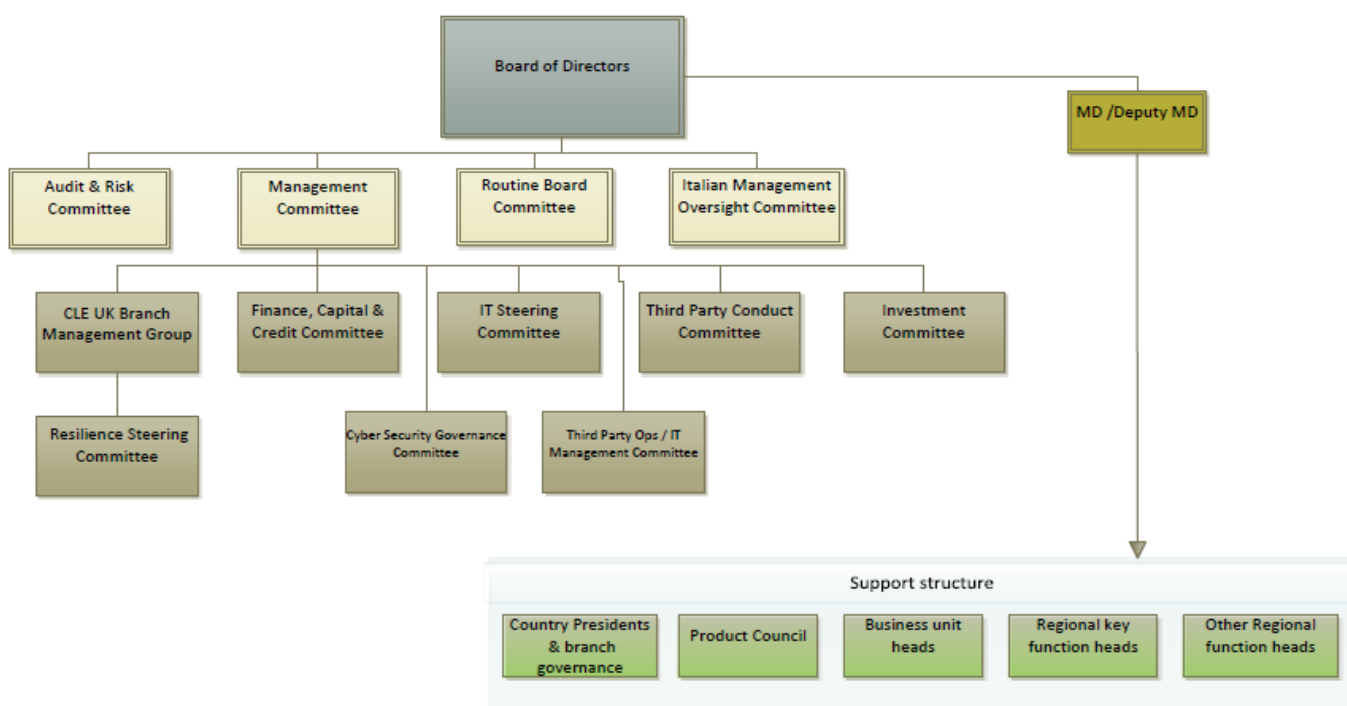 Board of Directors
MD /Deputy MD
Audit & Risk
Committee
Management
Committee
Routine Board
Committee
Italian Management
Oversight Committee
CLE UK Branch
Management Group
Finance, Capital &
Credit Committee
IT Steering
Committee
Third Party Conduct
Committee
Investment
Committee
Resilience Steering
Committee
Cyber Security Governance
Committee
Third Party Ops / IT
Management Committee
Support structure
Country Presidents
& branch
governance
Product Council
Business unit
heads
Regional key
function heads
Other Regional
function heads